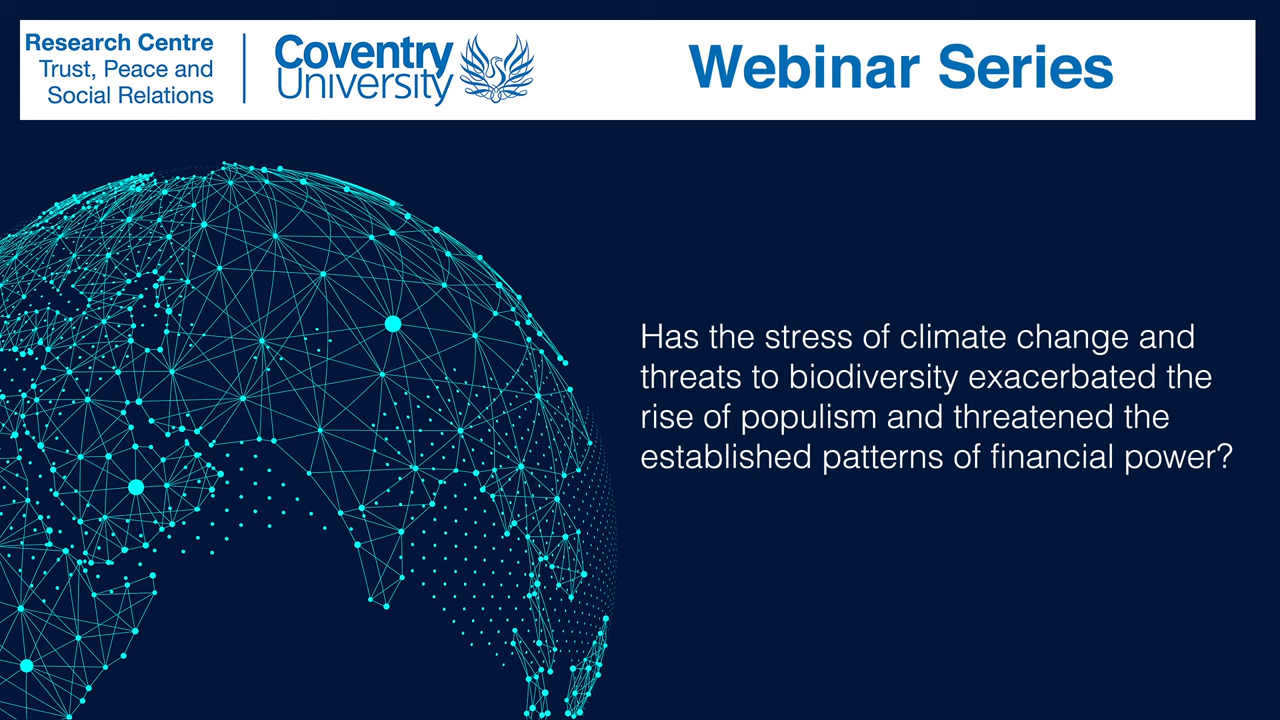 Research Centre
Trust, Peace and
Social Relations
Coventry
University
Webinar Series
Has the stress of climate change and
threats to biodiversity exacerbated the
rise of populism and threatened the
established patterns of financial power?